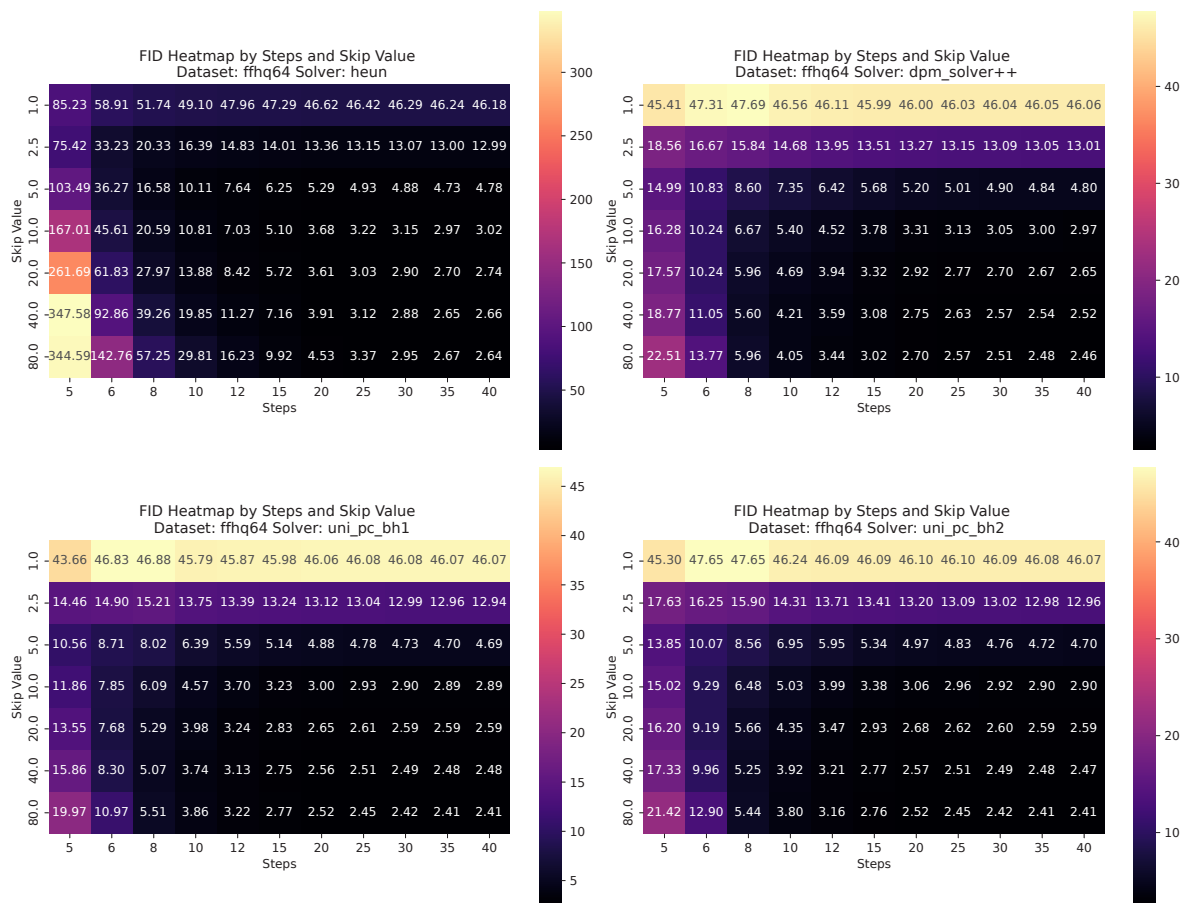 FID Heatmap by Steps and Skip Value
Dataset: ffhq64 Solver: heun
Skip Value
1.0 85.23 58.91 51.74 49.10 47.96 47.29 46.62 46.42 46.29 46.24 46.18
2.5 75.42 33.23 20.33 16.39 14.83 14.01 13.36 13.15 13.07 13.00 12.99
5.0 103.49 36.27 16.58 10.11 7.64 6.25 5.29 4.93 4.88 4.73 4.78
10.0 167.01 45.61 20.59 10.81 7.03 5.10 3.68 3.22 3.15 2.97 3.02
20.0 261.69 61.83 27.97 13.88 8.42 5.72 3.61 3.03 2.90 2.70 2.74
40.0 347.58 92.86 39.26 19.85 11.27 7.16 3.91 3.12 2.88 2.65 2.66
80.0 344.59 142.76 57.25 29.81 16.23 9.92 4.53 3.37 2.95 2.67 2.64
5 6 8 10 12 15 20 25 30 35 40
Steps
300
250
200
150
100
50
FID Heatmap by Steps and Skip Value
Dataset: ffhq64 Solver: dpm_solver++
Skip Value
1.0 45.41 47.31 47.69 46.56 46.11 45.99 46.00 46.03 46.04 46.05 46.06
2.5 18.56 16.67 15.84 14.68 13.95 13.51 13.27 13.15 13.09 13.05 13.01
5.0 14.99 10.83 8.60 7.35 6.42 5.68 5.20 5.01 4.90 4.84 4.80
10.0 16.28 10.24 6.67 5.40 4.52 3.78 3.31 3.13 3.05 3.00 2.97
20.0 17.57 10.24 5.96 4.69 3.94 3.32 2.92 2.77 2.70 2.67 2.65
40.0 18.77 11.05 5.60 4.21 3.59 3.08 2.75 2.63 2.57 2.54 2.52
80.0 22.51 13.77 5.96 4.05 3.44 3.02 2.70 2.57 2.51 2.48 2.46
5 6 8 10 12 15 20 25 30 35 40
Steps
40
30
20
10
FID Heatmap by Steps and Skip Value
Dataset: ffhq64 Solver: uni_pc_bh1
Skip Value
1.0 43.66 46.83 46.88 45.79 45.87 45.98 46.06 46.08 46.08 46.07 46.07
2.5 14.46 14.90 15.21 13.75 13.39 13.24 13.12 13.04 12.99 12.96 12.94
5.0 10.56 8.71 8.02 6.39 5.59 5.14 4.88 4.78 4.73 4.70 4.69
10.0 11.86 7.85 6.09 4.57 3.70 3.23 3.00 2.93 2.90 2.89 2.89
20.0 13.55 7.68 5.29 3.98 3.24 2.83 2.65 2.61 2.59 2.59 2.59
40.0 15.86 8.30 5.07 3.74 3.13 2.75 2.56 2.51 2.49 2.48 2.48
80.0 19.97 10.97 5.51 3.86 3.22 2.77 2.52 2.45 2.42 2.41 2.41
5 6 8 10 12 15 20 25 30 35 40
Steps
45
40
35
30
25
20
15
10
5
FID Heatmap by Steps and Skip Value
Dataset: ffhq64 Solver: uni_pc_bh2
Skip Value
1.0 45.30 47.65 47.65 46.24 46.09 46.09 46.10 46.10 46.09 46.08 46.07
2.5 17.63 16.25 15.90 14.31 13.71 13.41 13.20 13.09 13.02 12.98 12.96
5.0 13.85 10.07 8.56 6.95 5.95 5.34 4.97 4.83 4.76 4.72 4.70
10.0 15.02 9.29 6.48 5.03 3.99 3.38 3.06 2.96 2.92 2.90 2.90
20.0 16.20 9.19 5.66 4.35 3.47 2.93 2.68 2.62 2.60 2.59 2.59
40.0 17.33 9.96 5.25 3.92 3.21 2.77 2.57 2.51 2.49 2.48 2.47
80.0 21.42 12.90 5.44 3.80 3.16 2.76 2.52 2.45 2.42 2.41 2.41
5 6 8 10 12 15 20 25 30 35 40
Steps
40
30
20
10